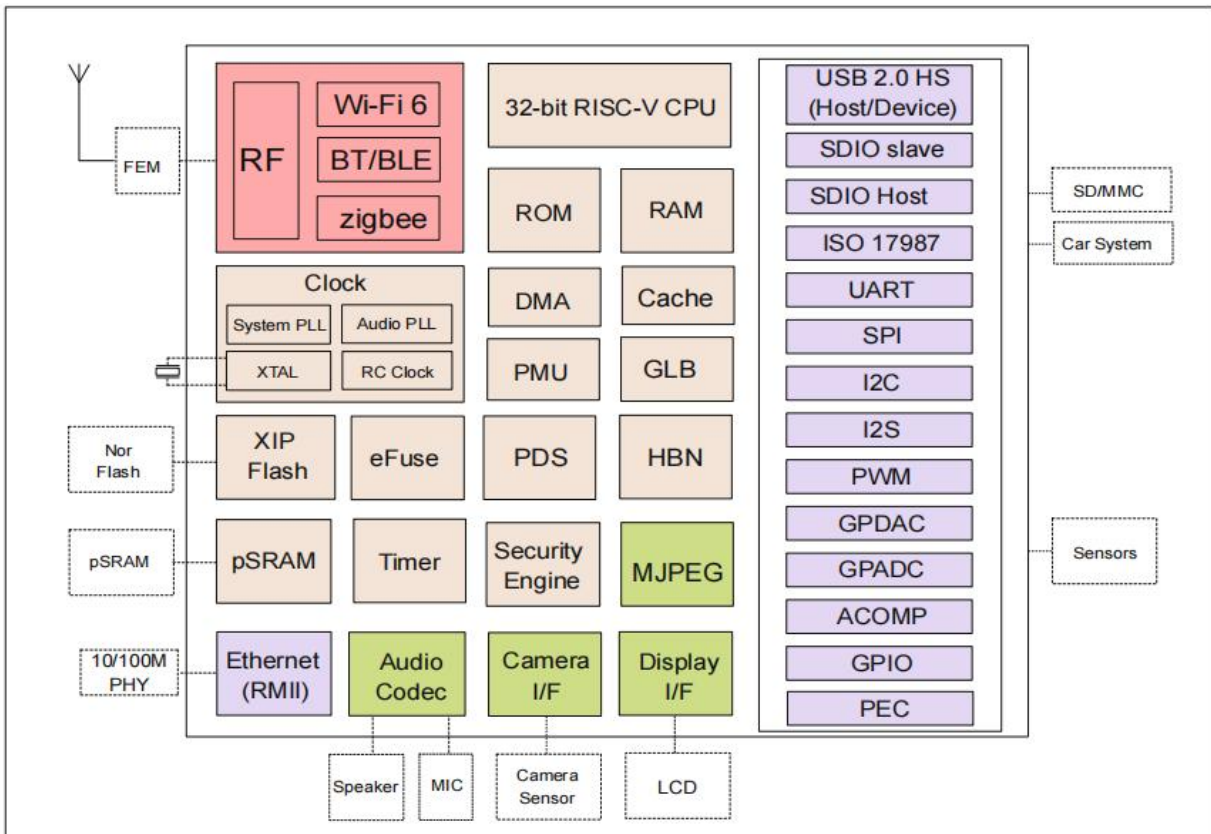 FEM
RF
Wi-Fi 6
BT/BLE
zigbee
Clock
System PLL
Audio PLL
XTAL
RC Clock
Nor
Flash
XIP
Flash
eFuse
pSRAM
pSRAM
Timer
10/100M
PHY
Ethernet
(RMII)
Audio
Codec
Speaker
MIC
32-bit RISC-V CPU
ROM
RAM
DMA
Cache
PMU
GLB
PDS
HBN
Security
Engine
MJPEG
Camera
I/F
Display
I/F
Camera
Sensor
LCD
USB 2.0 HS
(Host/Device)
SDIO slave
SDIO Host
ISO 17987
UART
SPI
I2C
I2S
PWM
GPDAC
GPADC
ACOMP
GPIO
PEC
SD/MMC
Car System
Sensors